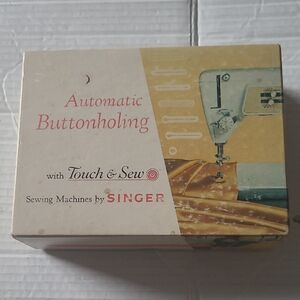 Automatic
Buttonholing
with Touch & Sew
Sewing Machines by SINGER